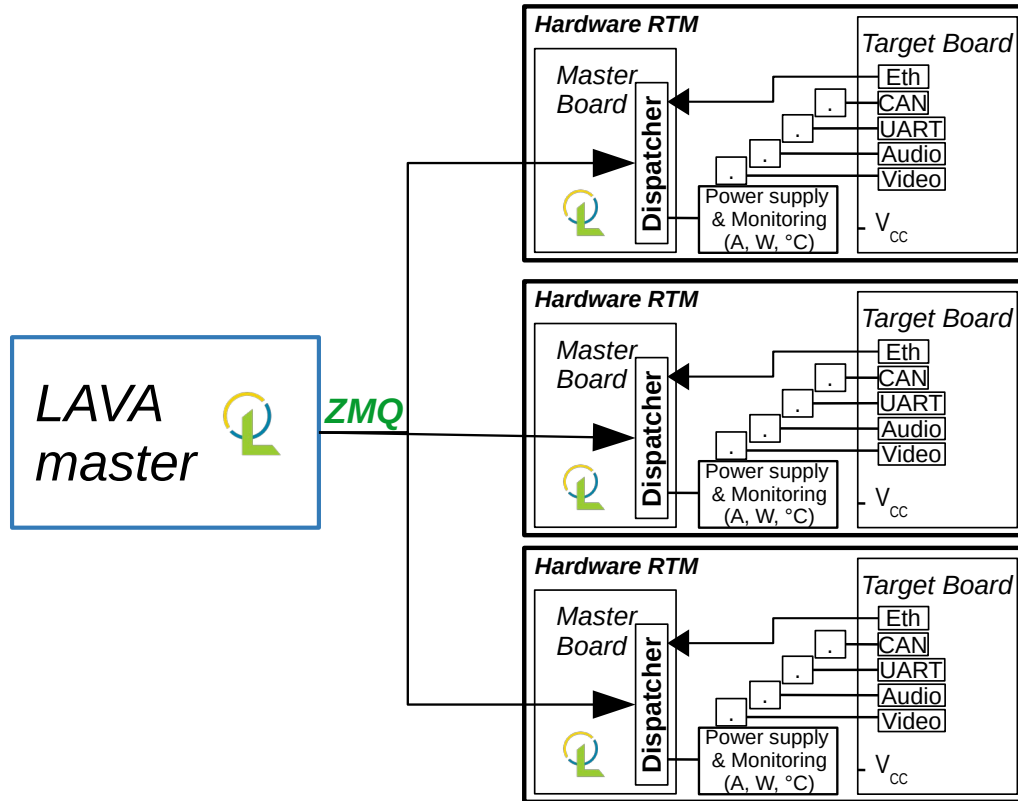 LAVA
master
ZMQ
Hardware RTM
Master
Board
Dispatcher
Power supply
& Monitoring
(A, W, °C)
Target Board
Eth
. CAN
. UART
. Audio
. Video
VCC
Hardware RTM
Master
Board
Dispatcher
Power supply
& Monitoring
(A, W, °C)
Target Board
Eth
. CAN
. UART
. Audio
. Video
VCC
Hardware RTM
Master
Board
Dispatcher
Power supply
& Monitoring
(A, W, °C)
Target Board
Eth
. CAN
. UART
. Audio
. Video
VCC